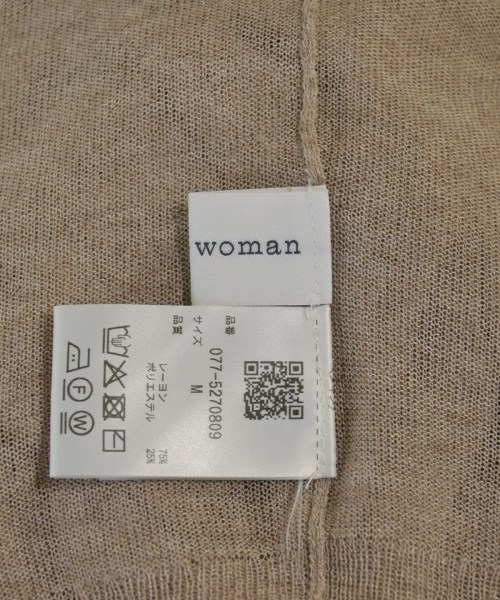 woman
品番 077-5270809
サイズ M
品質
レーヨン 75%
ポリエステル 25%
F
W